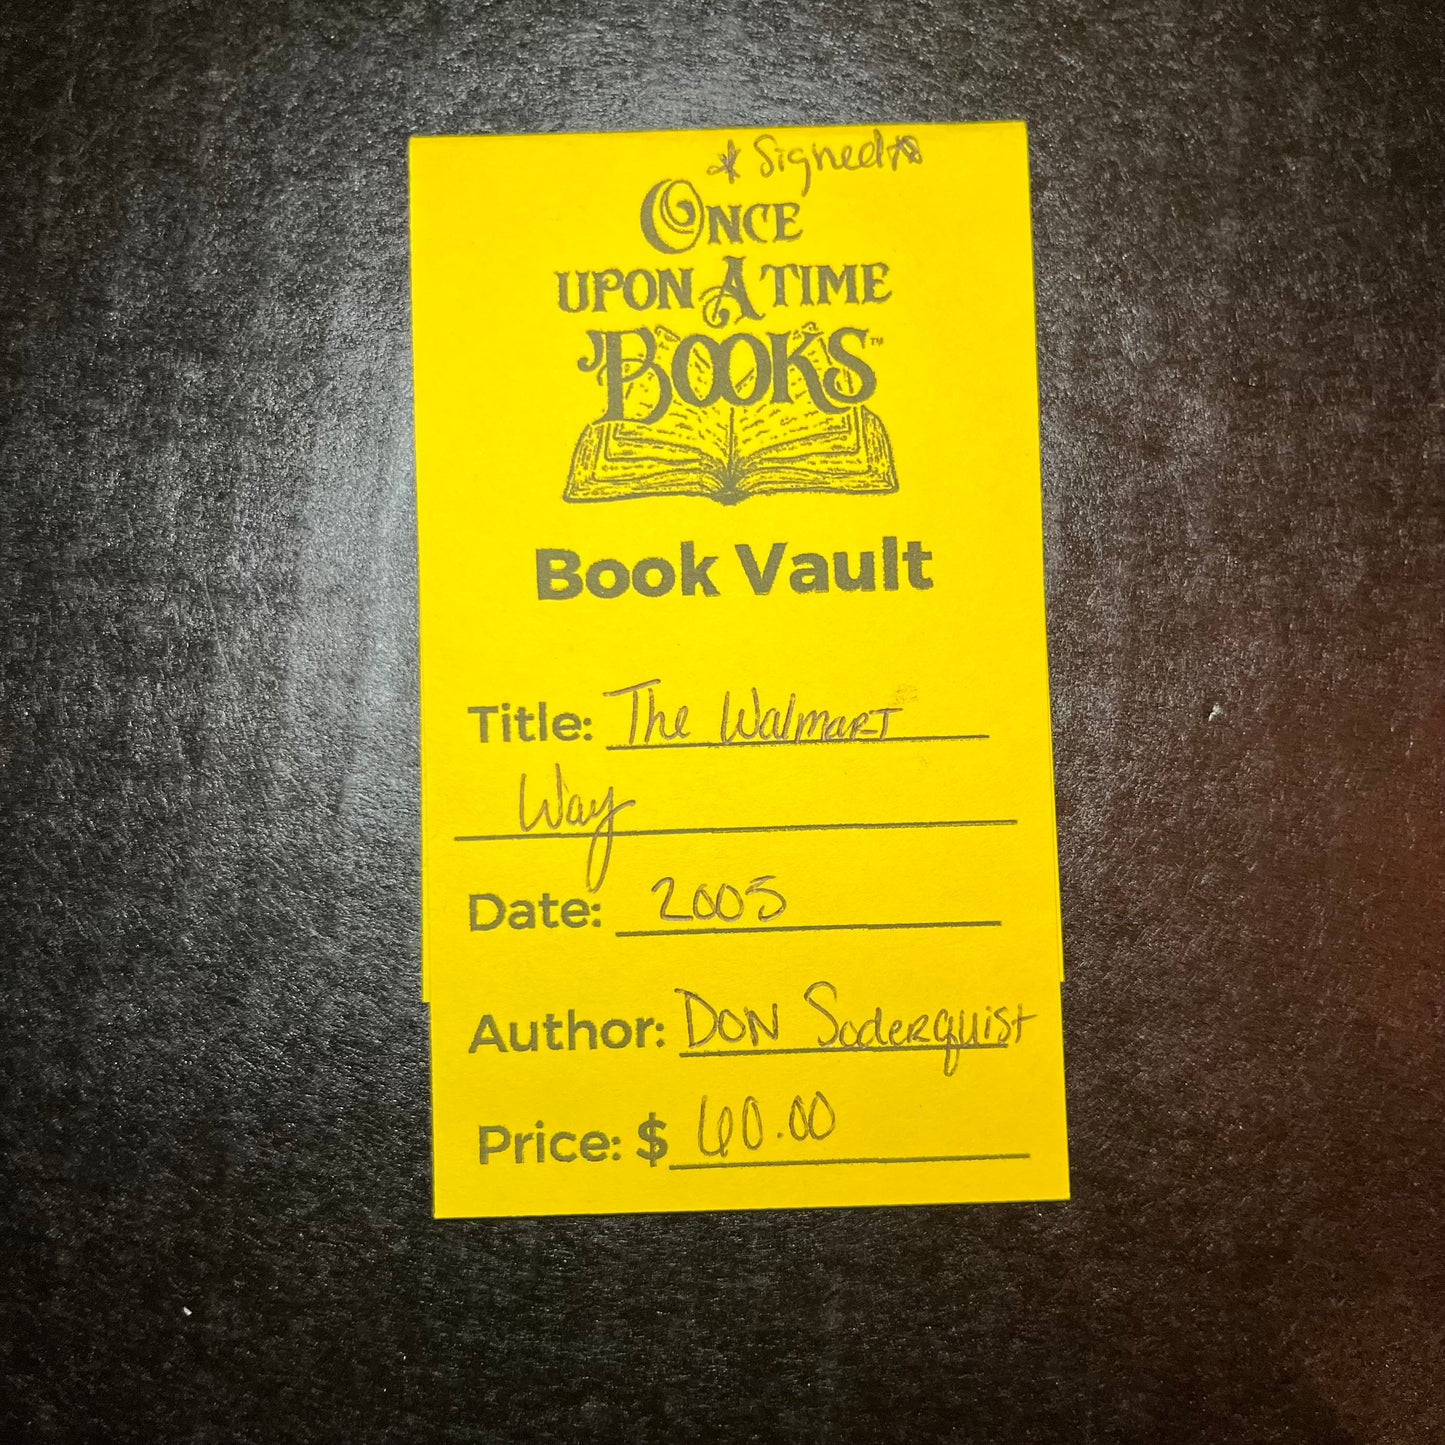 *Signed*
ONCE
UPON A TIME
BOOKS™
Book Vault
Title: The Walmart
Way
Date: 2005
Author: Don Soderquist
Price: $ 60.00